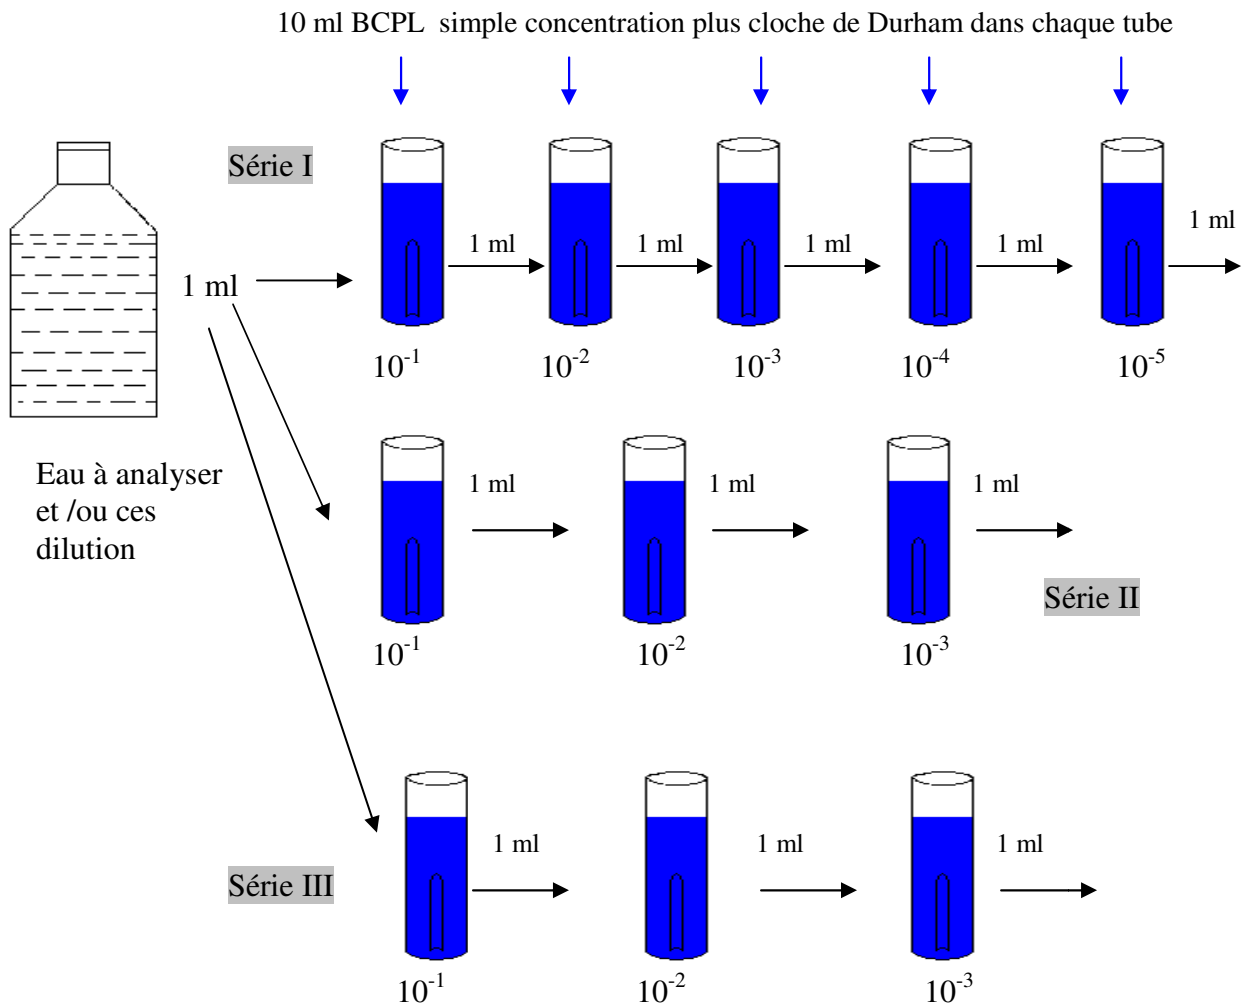 10 ml BCPL simple concentration plus cloche de Durham dans chaque tube
Série I
1 ml
1 ml
1 ml
1 ml
1 ml
1 ml
10⁻¹
10⁻²
10⁻³
10⁻⁴
10⁻⁵
Eau à analyser
et /ou ces
dilution
1 ml
1 ml
1 ml
Série II
10⁻¹
10⁻²
10⁻³
Série III
1 ml
1 ml
1 ml
10⁻¹
10⁻²
10⁻³